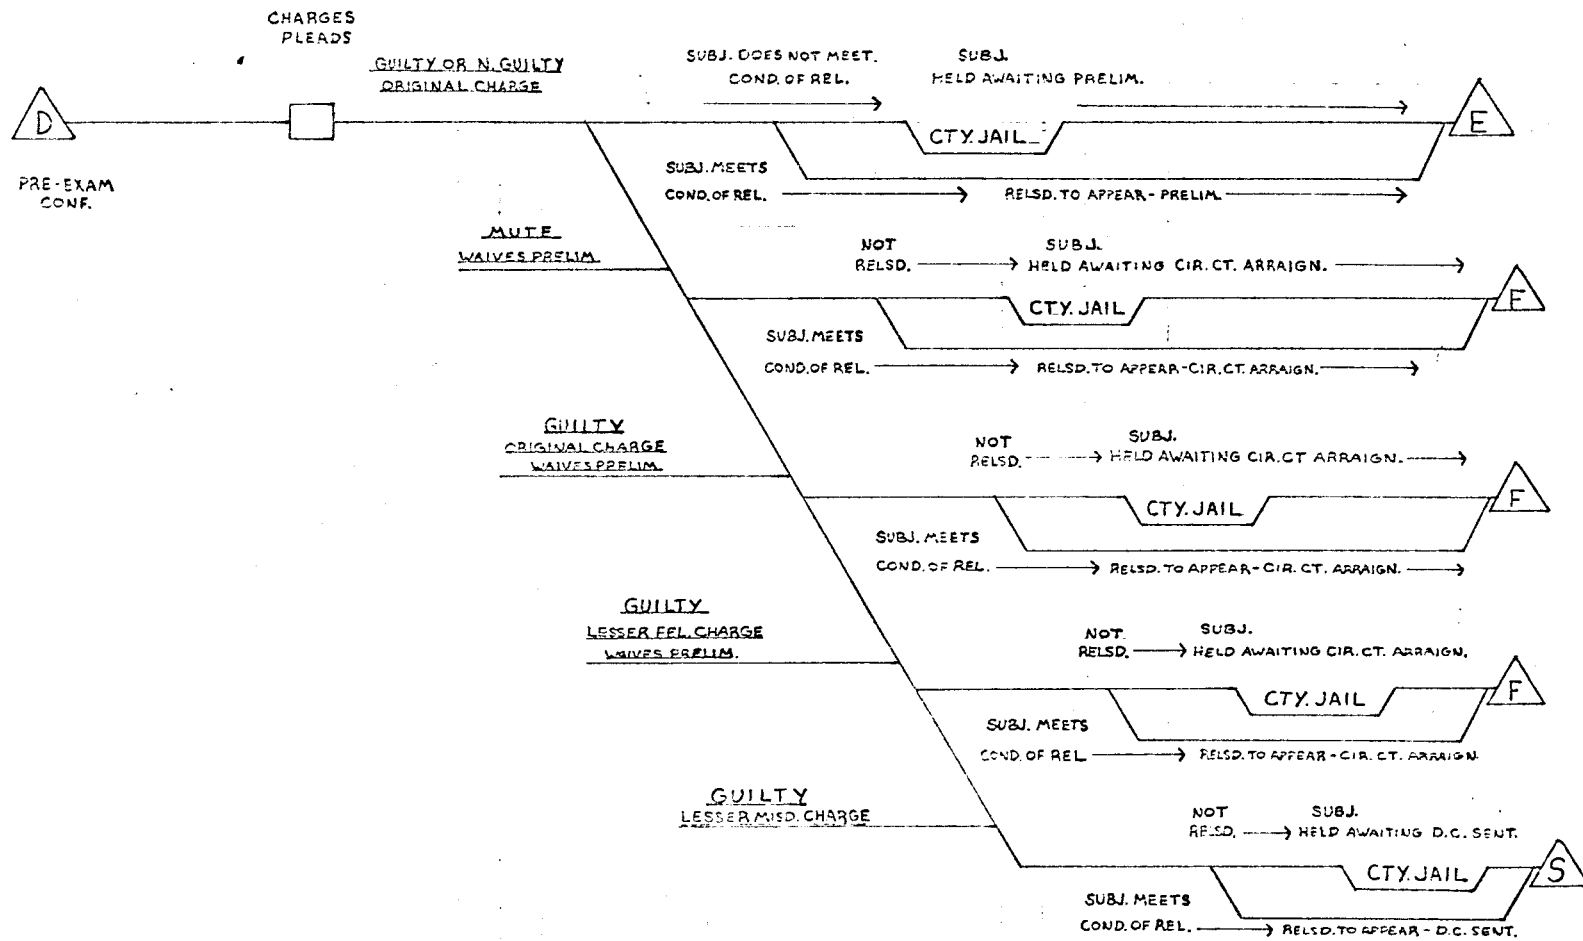 CHARGES
PLEADS
GUILTY OR N. GUILTY
ORIGINAL CHARGE
SUBJ. DOES NOT MEET.
COND. OF REL.
SUBJ.
HELD AWAITING PRELIM.
D
CTY. JAIL
E
PRE-EXAM
CONF.
SUBJ. MEETS
COND. OF REL.
RELSD. TO APPEAR - PRELIM.
MUTE
WAIVES PRELIM.
NOT
RELSD.
SUBJ.
HELD AWAITING CIR. CT. ARRAIGN.
CTY. JAIL
F
SUBJ. MEETS
COND. OF REL.
RELSD. TO APPEAR - CIR. CT. ARRAIGN.
GUILTY
ORIGINAL CHARGE
WAIVES PRELIM.
NOT
RELSD.
SUBJ.
HELD AWAITING CIR. CT ARRAIGN.
CTY. JAIL
F
SUBJ. MEETS
COND. OF REL.
RELSD. TO APPEAR - CIR. CT. ARRAIGN.
GUILTY
LESSER FEL. CHARGE
WAIVES PRELIM.
NOT
RELSD.
SUBJ.
HELD AWAITING CIR. CT. ARRAIGN.
CTY. JAIL
F
SUBJ. MEETS
COND. OF REL
RELSD. TO APPEAR - CIR. CT. ARRAIGN
GUILTY
LESSER MISD. CHARGE
NOT
RELSD.
SUBJ.
HELD AWAITING D.C. SENT.
CTY. JAIL
S
SUBJ. MEETS
COND. OF REL.
RELSD. TO APPEAR - D.C. SENT.